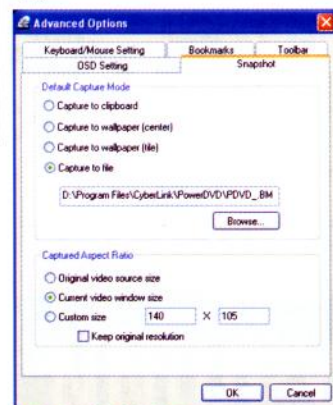 Advanced Options
Keyboard/Mouse Setting Bookmarks Toolbar
OSD Setting Snapshot
Default Capture Mode
Capture to clipboard
Capture to wallpaper (center)
Capture to wallpaper (tile)
Capture to file
D:\Program Files\CyberLink\PowerDVD\PDVD_.BM
Browse...
Captured Aspect Ratio
Original video source size
Current video window size
Custom size 140 X 105
Keep original resolution
OK Cancel